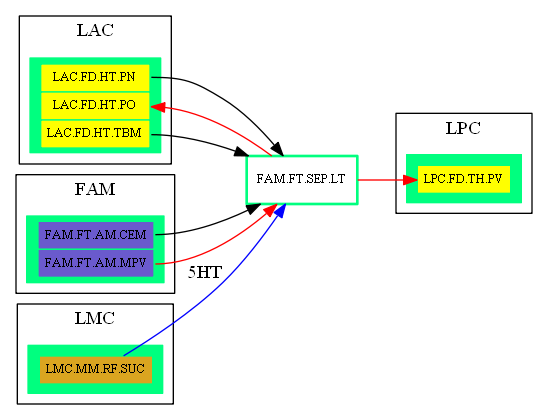 LAC
LAC.FD.HT.PN
LAC.FD.HT.PO
LAC.FD.HT.TBM
FAM
FAM.FT.AM.CEM
FAM.FT.AM.MPV
LMC
LMC.MM.RF.SUC
5HT
FAM.FT.SEP.LT
LPC
LPC.FD.TH.PV